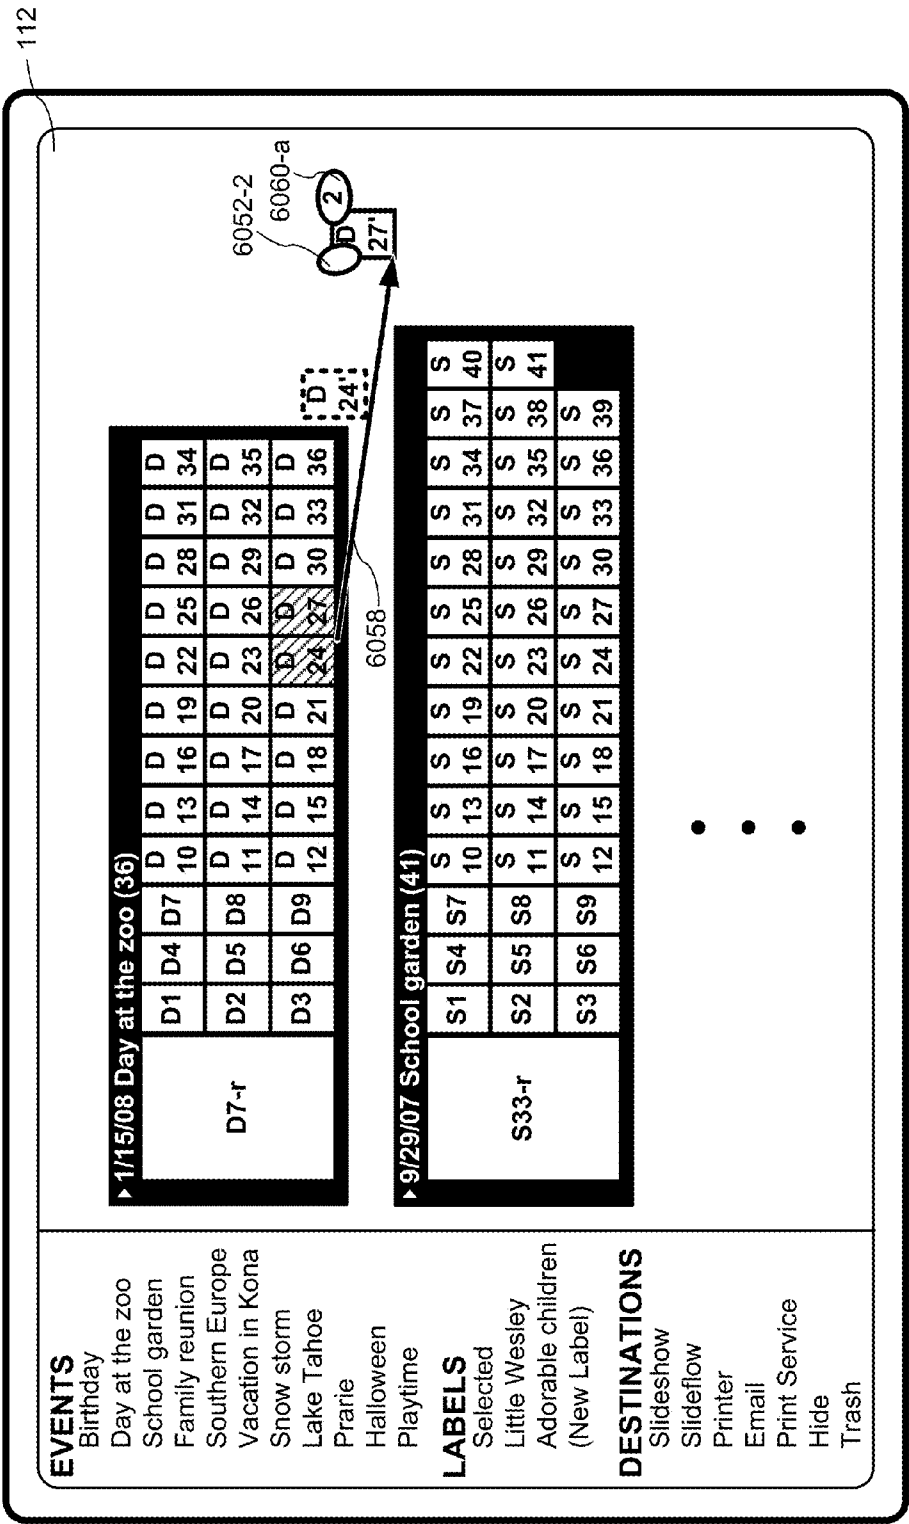 112
EVENTS
Birthday
Day at the zoo
School garden
Family reunion
Southern Europe
Vacation in Kona
Snow storm
Lake Tahoe
Prarie
Halloween
Playtime
LABELS
Selected
Little Wesley
Adorable children
(New Label)
DESTINATIONS
Slideshow
Slideflow
Printer
Email
Print Service
Hide
Trash
1/15/08 Day at the zoo (36)
D7-r
D1 D4 D7 D 10 D 13 D 16 D 19 D 22 D 25 D 28 D 31 D 34
D2 D5 D8 D 11 D 14 D 17 D 20 D 23 D 26 D 29 D 32 D 35
D3 D6 D9 D 12 D 15 D 18 D 21 D 24 D 27 D 30 D 33 D 36
D 24'
6052-2
6060-a
2
D 27'
6058
9/29/07 School garden (41)
S33-r
S1 S4 S7 S 10 S 13 S 16 S 19 S 22 S 25 S 28 S 31 S 34 S 37 S 40
S2 S5 S8 S 11 S 14 S 17 S 20 S 23 S 26 S 29 S 32 S 35 S 38 S 41
S3 S6 S9 S 12 S 15 S 18 S 21 S 24 S 27 S 30 S 33 S 36 S 39